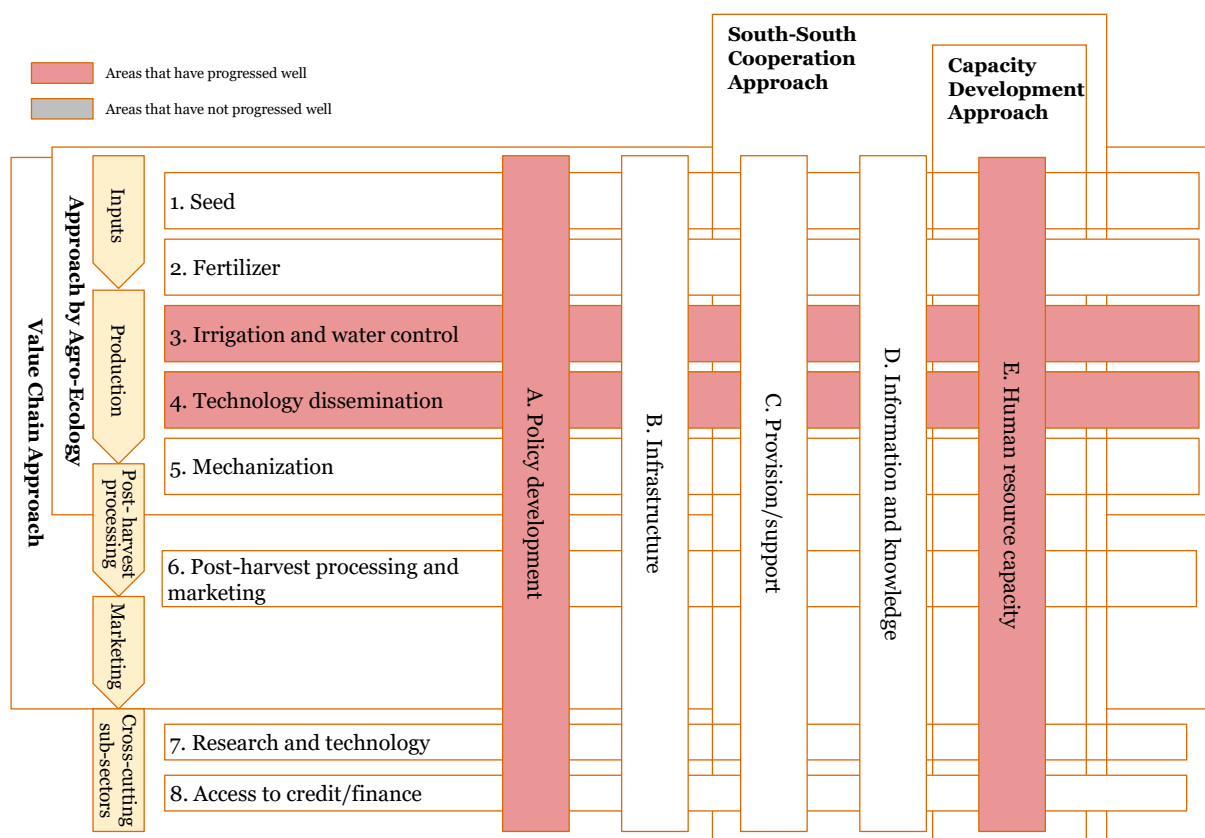 South-South
Cooperation
Approach
Capacity
Development
Approach
Areas that have progressed well
Areas that have not progressed well
Value Chain Approach
Approach by Agro-Ecology
Inputs
Production
Post- harvest
processing
Marketing
Cross-cutting
sub-sectors
1. Seed
2. Fertilizer
3. Irrigation and water control
4. Technology dissemination
5. Mechanization
6. Post-harvest processing and
marketing
7. Research and technology
8. Access to credit/finance
A. Policy development
B. Infrastructure
C. Provision/support
D. Information and knowledge
E. Human resource capacity